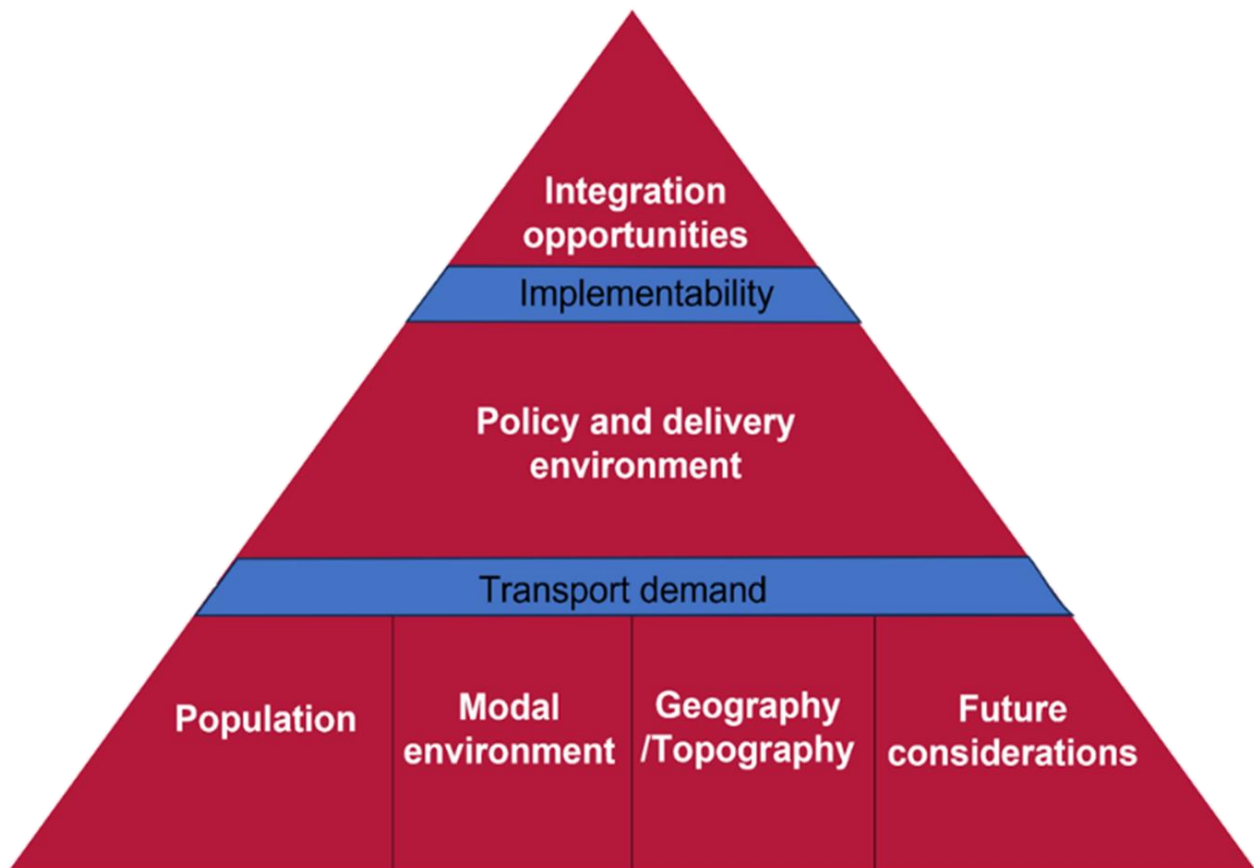 Integration
opportunities
Implementability
Policy and delivery
environment
Transport demand
Population
Modal
environment
Geography
/Topography
Future
considerations